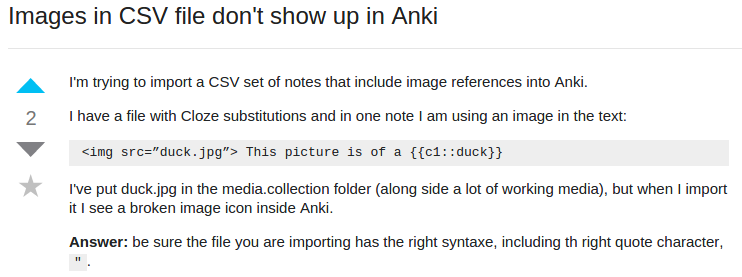 Images in CSV file don't show up in Anki
I'm trying to import a CSV set of notes that include image references into Anki.
2
I have a file with Cloze substitutions and in one note I am using an image in the text:
<img src=”duck.jpg”> This picture is of a {{c1::duck}}
I've put duck.jpg in the media.collection folder (along side a lot of working media), but when I import
it I see a broken image icon inside Anki.
Answer: be sure the file you are importing has the right syntaxe, including th right quote character,
" .